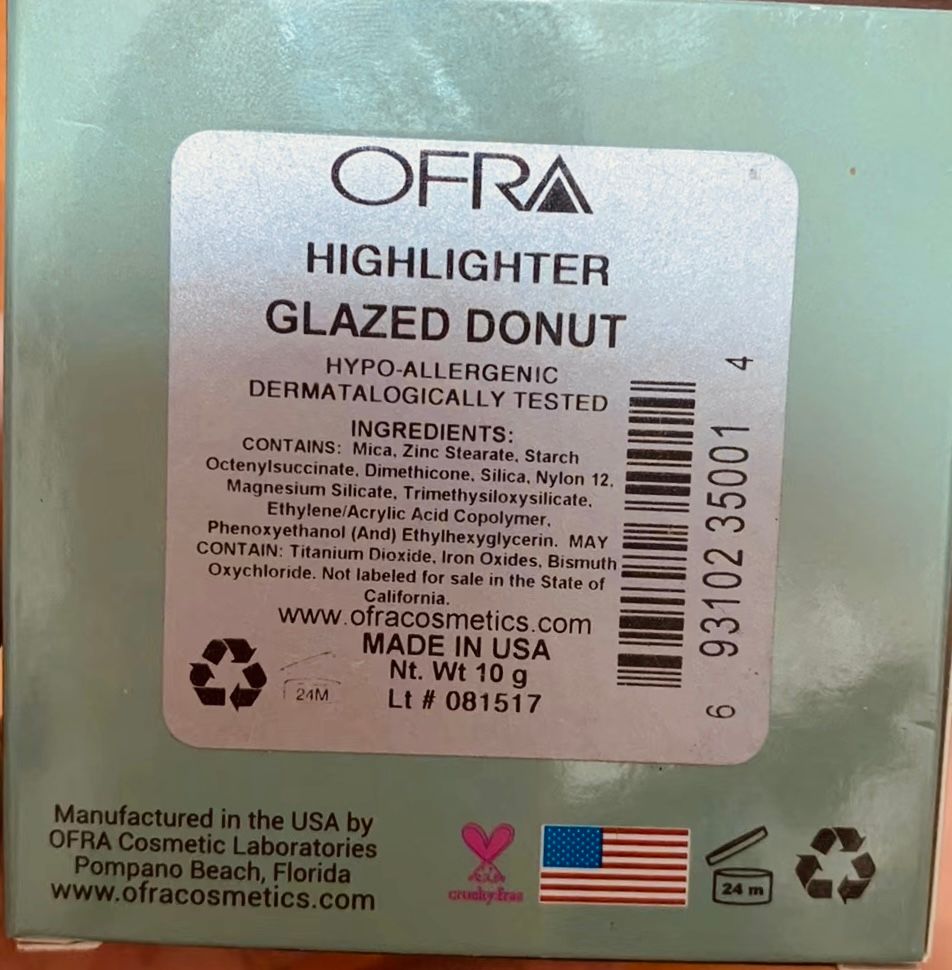 OFRA
HIGHLIGHTER
GLAZED DONUT
HYPO-ALLERGENIC
DERMATALOGICALLY TESTED
INGREDIENTS:
CONTAINS: Mica, Zinc Stearate, Starch
Octenylsuccinate, Dimethicone, Silica, Nylon 12,
Magnesium Silicate, Trimethysiloxysilicate,
Ethylene/Acrylic Acid Copolymer,
Phenoxyethanol (And) Ethylhexyglycerin. MAY
CONTAIN: Titanium Dioxide, Iron Oxides, Bismuth
Oxychloride. Not labeled for sale in the State of
California.
www.ofracosmetics.com
MADE IN USA
Nt. Wt 10 g
Lt # 081517
24M
6 93102 35001 4
Manufactured in the USA by
OFRA Cosmetic Laboratories
Pompano Beach, Florida
www.ofracosmetics.com
cruelty free
24 m